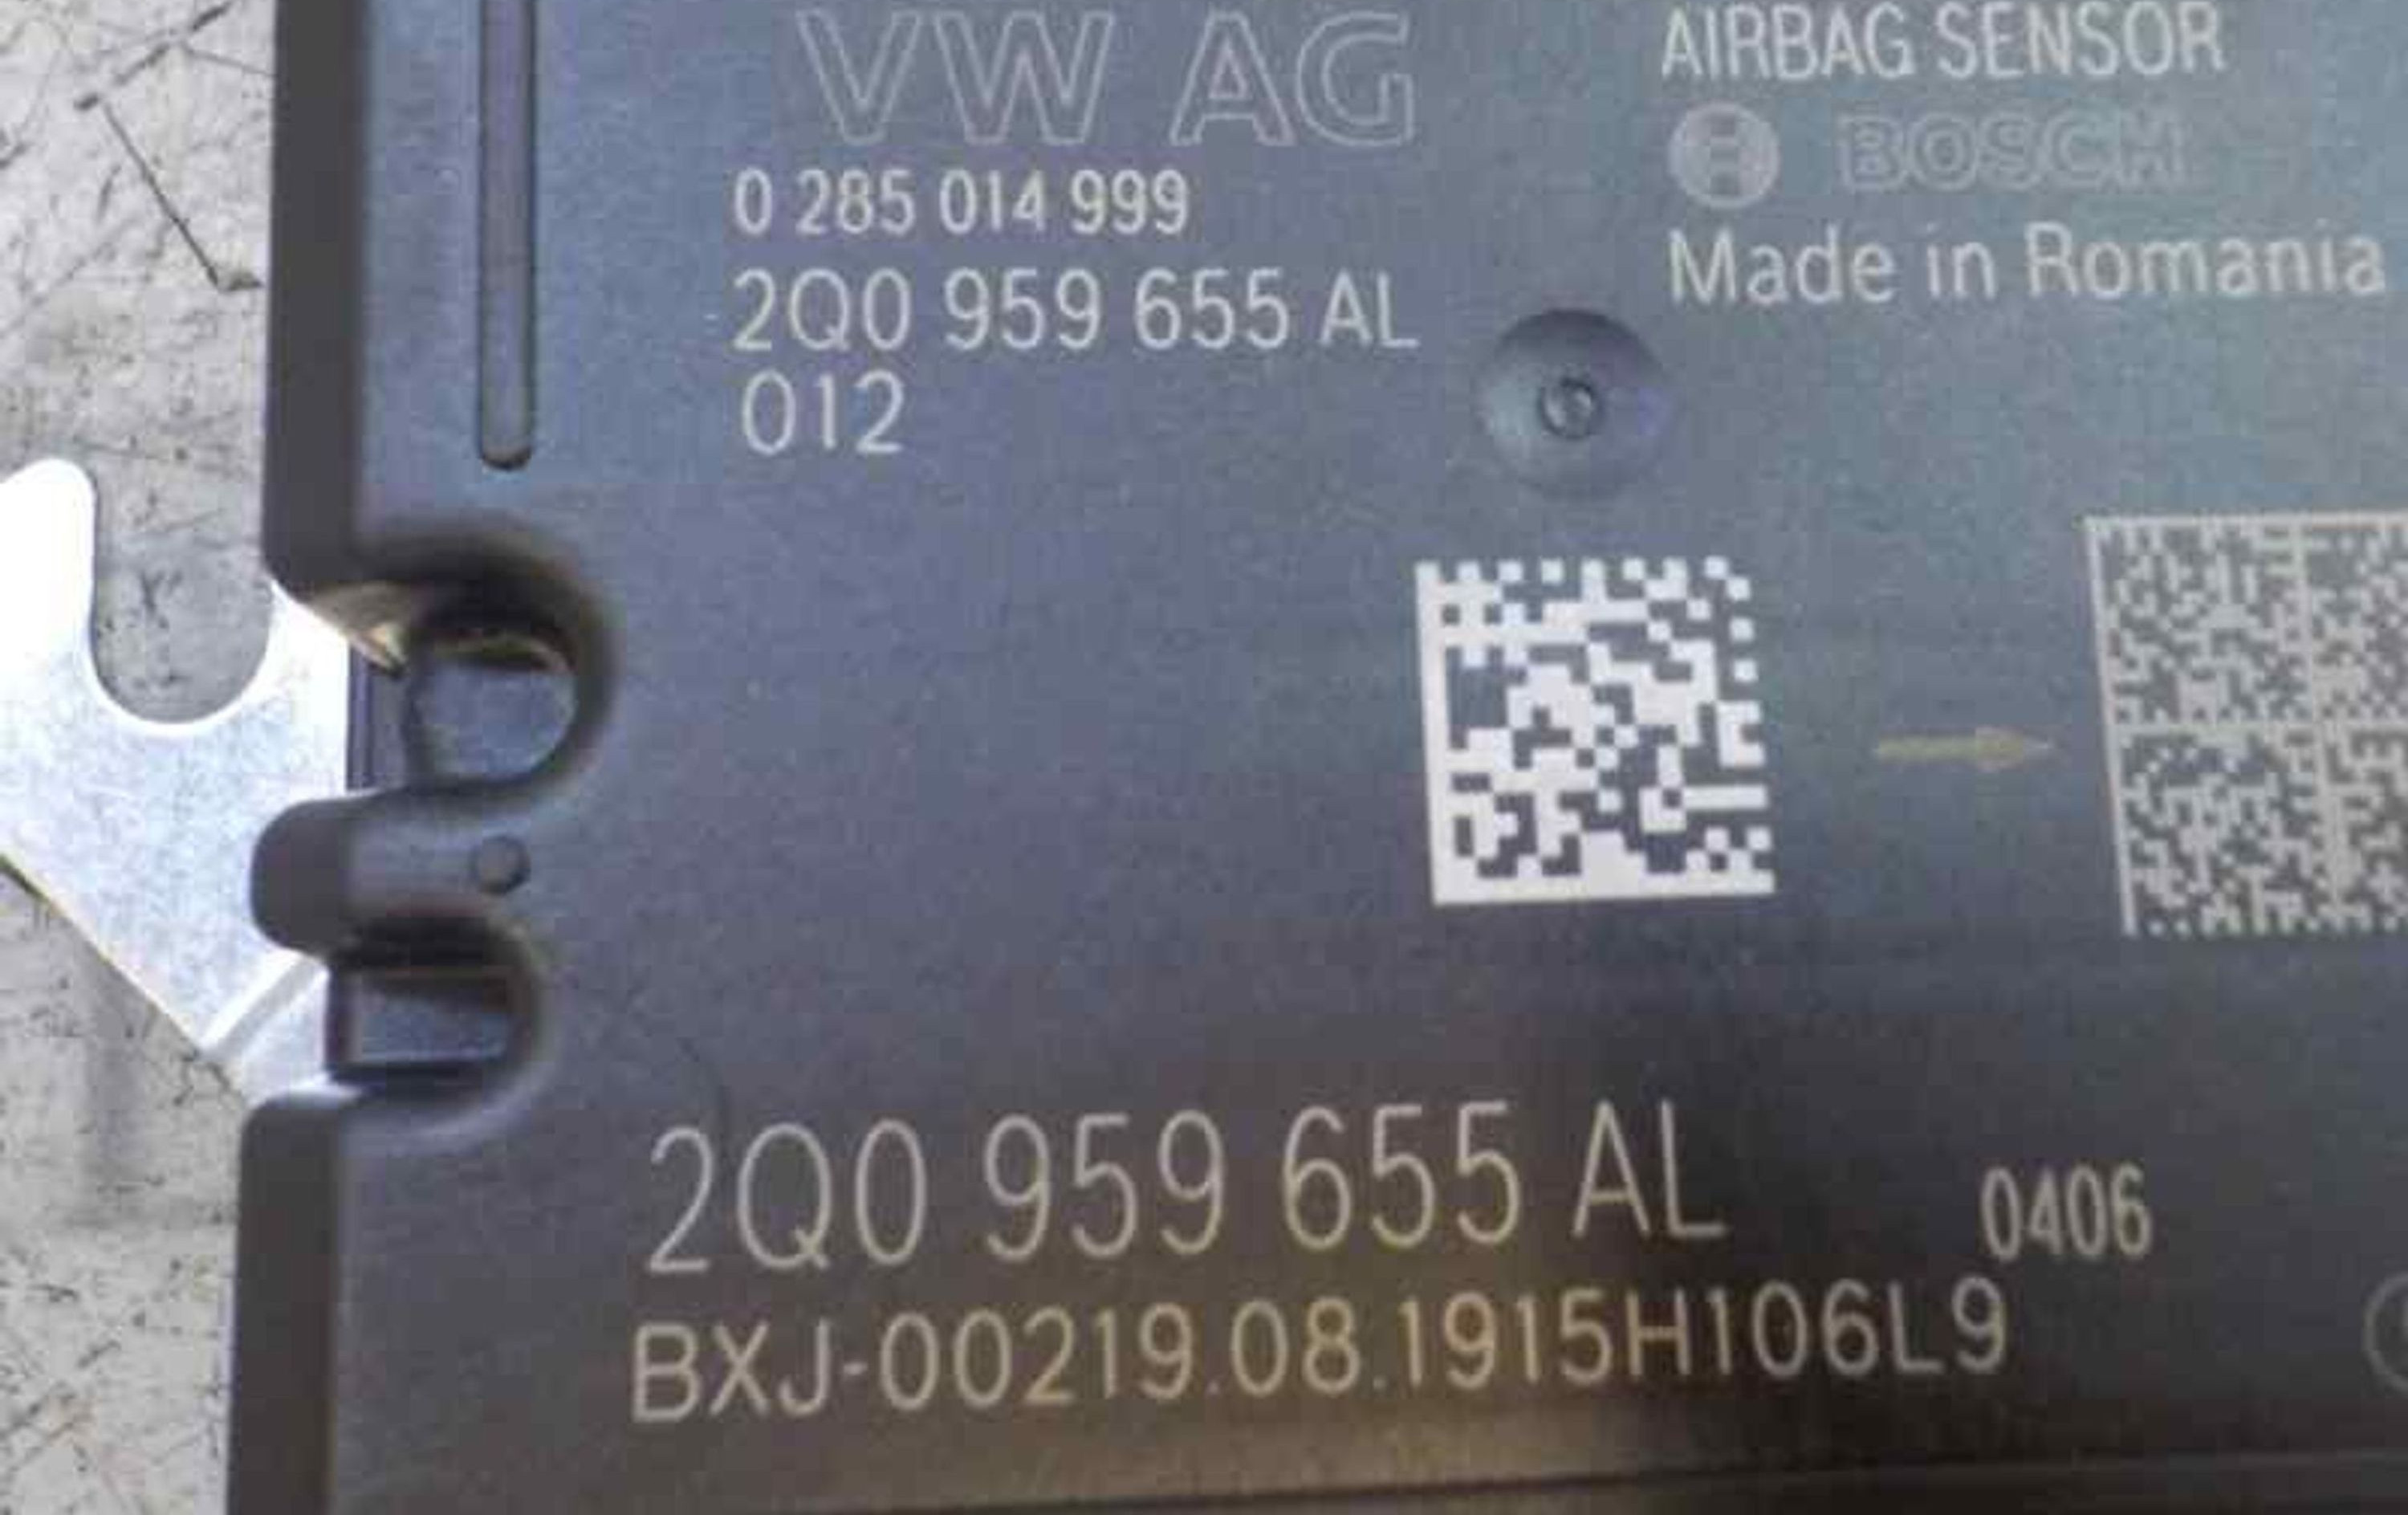 VW AG
0 285 014 999
2Q0 959 655 AL
012
AIRBAG SENSOR
BOSCH
Made in Romania
2Q0 959 655 AL
0406
BXJ-00219.08.1915H106L9